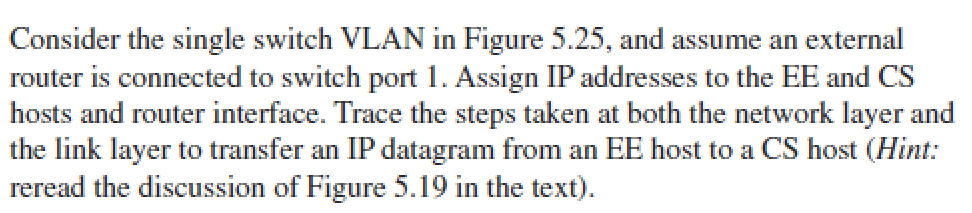 Consider the single switch VLAN in Figure 5.25, and assume an external
router is connected to switch port 1. Assign IP addresses to the EE and CS
hosts and router interface. Trace the steps taken at both the network layer and
the link layer to transfer an IP datagram from an EE host to a CS host (Hint:
reread the discussion of Figure 5.19 in the text).